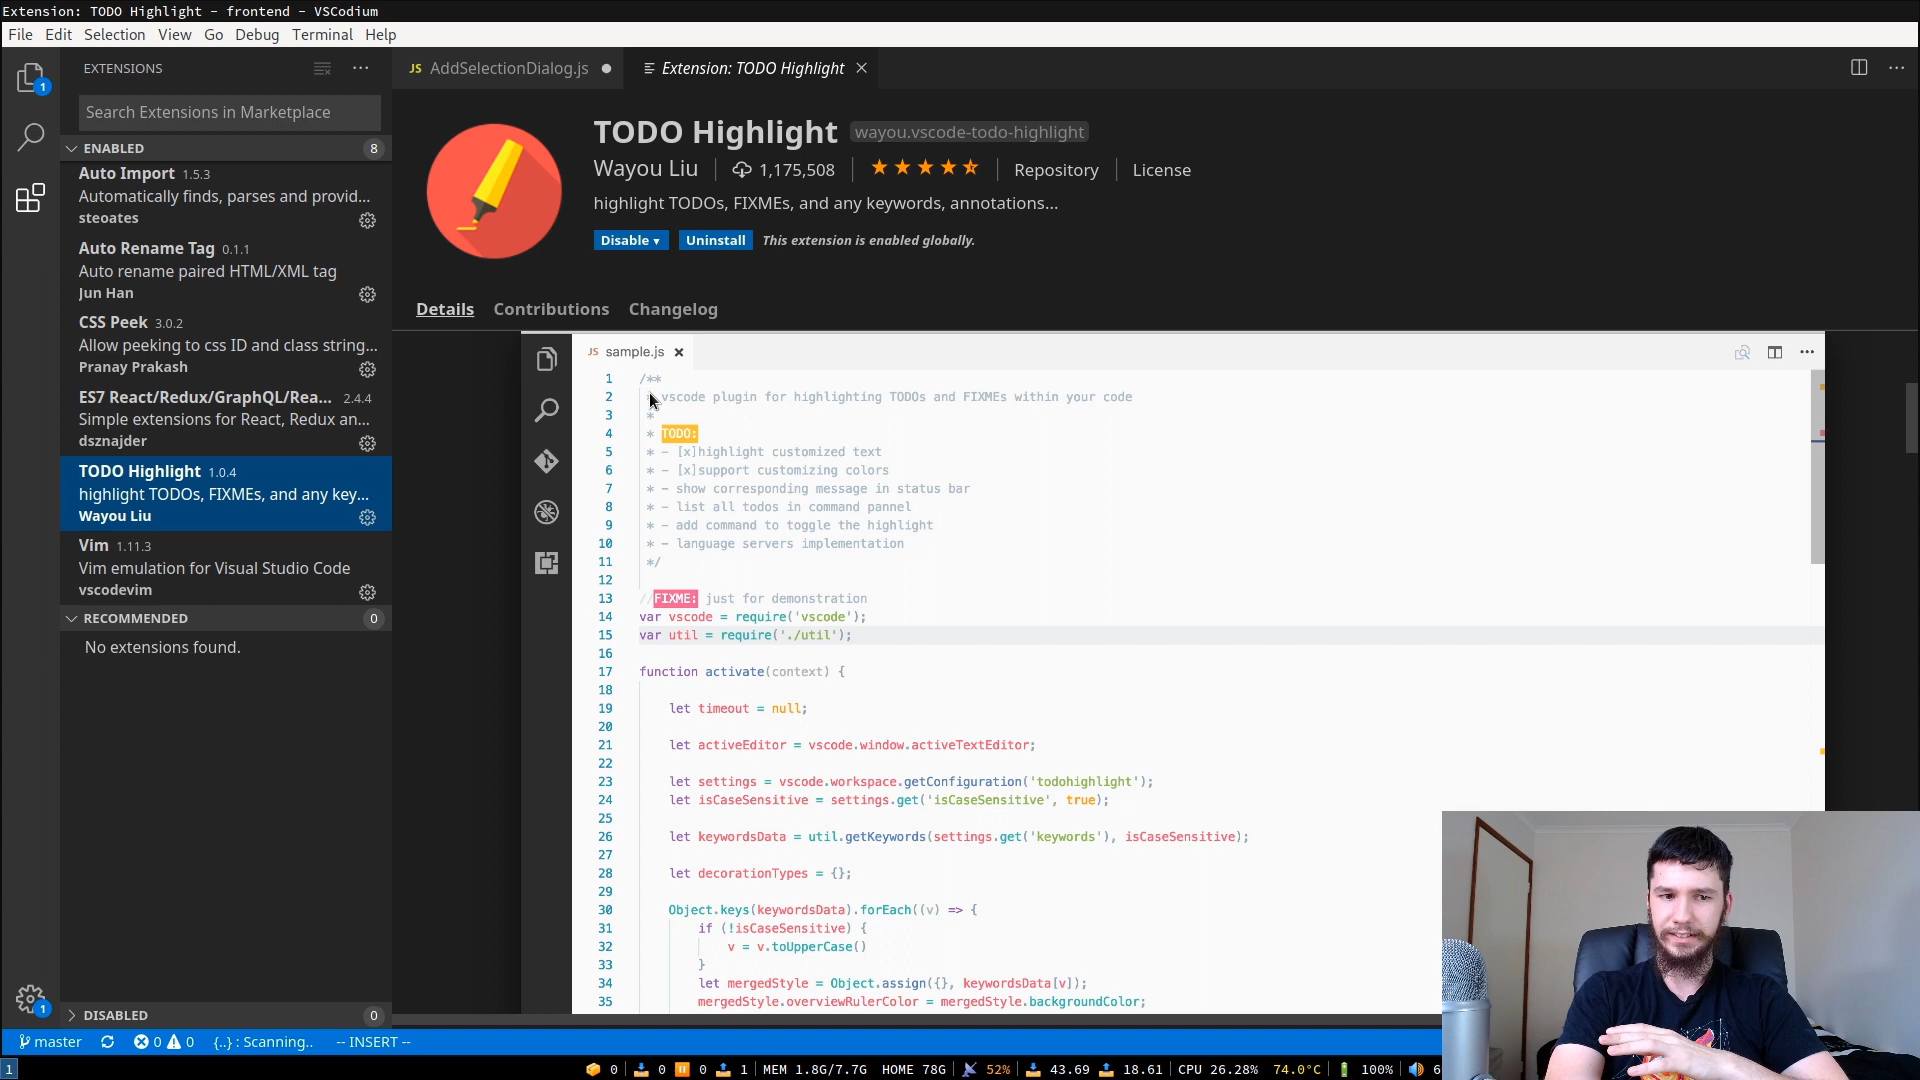 Extension: TODO Highlight - frontend - VSCodium
File Edit Selection View Go Debug Terminal Help
1
EXTENSIONS
Search Extensions in Marketplace
ENABLED 8
Auto Import 1.5.3
Automatically finds, parses and provid...
steoates
Auto Rename Tag 0.1.1
Auto rename paired HTML/XML tag
Jun Han
CSS Peek 3.0.2
Allow peeking to css ID and class string...
Pranay Prakash
ES7 React/Redux/GraphQL/Rea... 2.4.4
Simple extensions for React, Redux an...
dsznajder
TODO Highlight 1.0.4
highlight TODOs, FIXMEs, and any key...
Wayou Liu
Vim 1.11.3
Vim emulation for Visual Studio Code
vscodevim
RECOMMENDED 0
No extensions found.
DISABLED 0
1
JS AddSelectionDialog.js ● Extension: TODO Highlight ×
TODO Highlight wayou.vscode-todo-highlight
Wayou Liu 1,175,508 Repository License
highlight TODOs, FIXMEs, and any keywords, annotations...
Disable Uninstall This extension is enabled globally.
Details Contributions Changelog
JS sample.js ×
1 /**
2 * vscode plugin for highlighting TODOs and FIXMEs within your code
3 *
4 * TODO:
5 * - [x]highlight customized text
6 * - [x]support customizing colors
7 * - show corresponding message in status bar
8 * - list all todos in command pannel
9 * - add command to toggle the highlight
10 * - language servers implementation
11 */
12
13 //FIXME: just for demonstration
14 var vscode = require('vscode');
15 var util = require('./util');
16
17 function activate(context) {
18
19 let timeout = null;
20
21 let activeEditor = vscode.window.activeTextEditor;
22
23 let settings = vscode.workspace.getConfiguration('todohighlight');
24 let isCaseSensitive = settings.get('isCaseSensitive', true);
25
26 let keywordsData = util.getKeywords(settings.get('keywords'), isCaseSensitive);
27
28 let decorationTypes = {};
29
30 Object.keys(keywordsData).forEach((v) => {
31 if (!isCaseSensitive) {
32 v = v.toUpperCase()
33 }
34 let mergedStyle = Object.assign({}, keywordsData[v]);
35 mergedStyle.overviewRulerColor = mergedStyle.backgroundColor;
master 0 0 {..} : Scanning.. -- INSERT --
1 0 0 0 1 MEM 1.8G/7.7G HOME 78G 52% 43.69 18.61 CPU 26.28% 74.0°C 100% 6